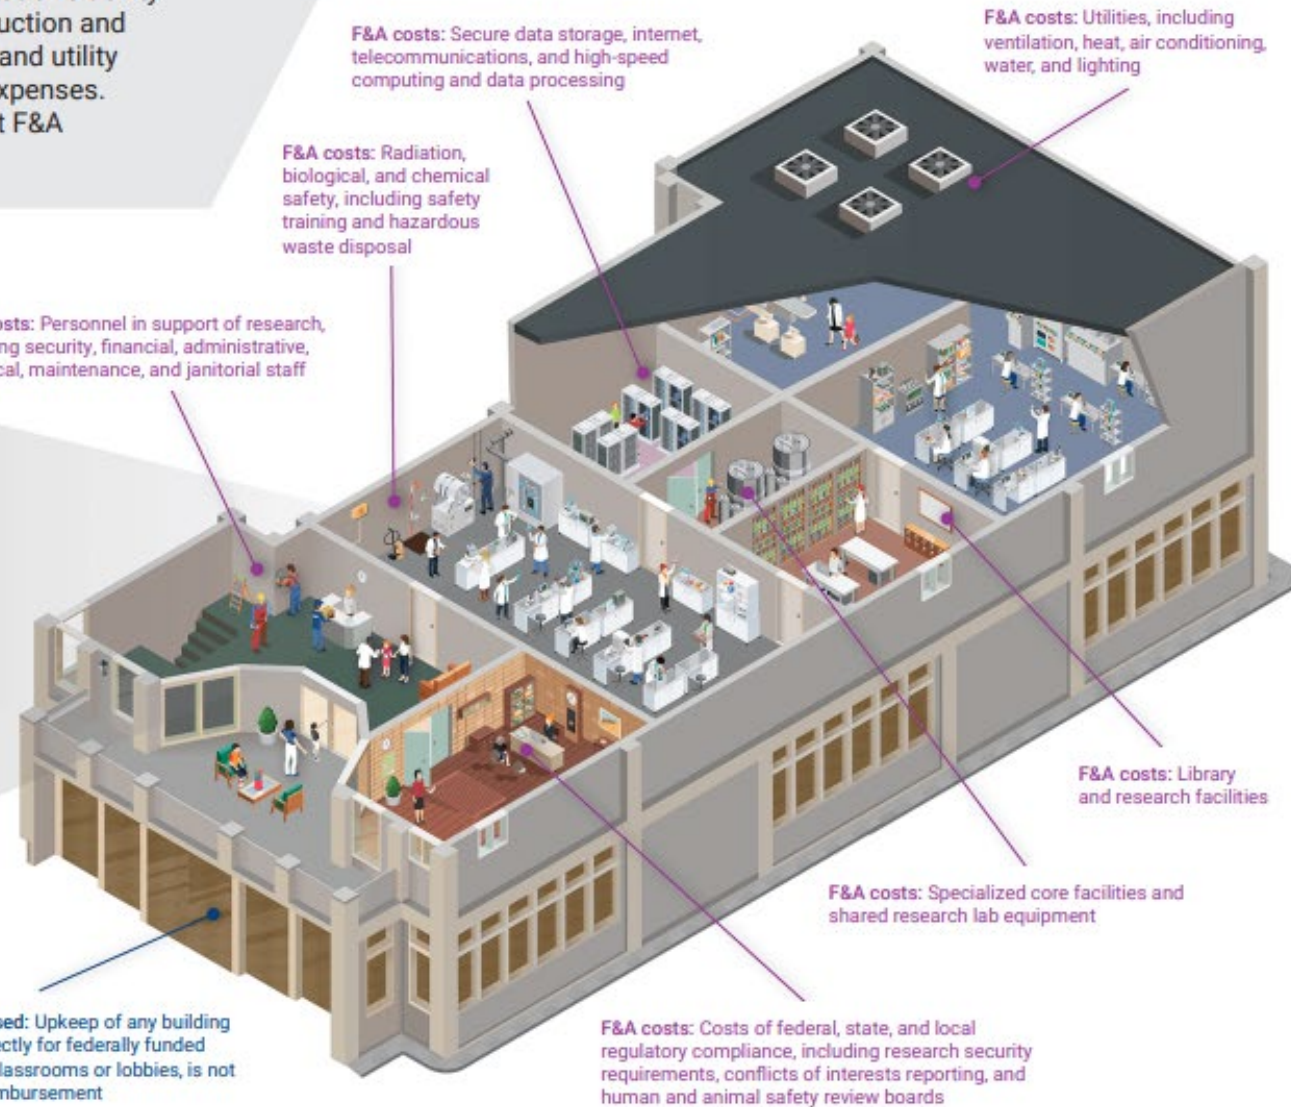 uction and
and utility
xpenses.
t F&A
F&A costs: Secure data storage, internet,
telecommunications, and high-speed
computing and data processing
F&A costs: Utilities, including
ventilation, heat, air conditioning,
water, and lighting
F&A costs: Radiation,
biological, and chemical
safety, including safety
training and hazardous
waste disposal
osts: Personnel in support of research,
ng security, financial, administrative,
cal, maintenance, and janitorial staff
F&A costs: Library
and research facilities
F&A costs: Specialized core facilities and
shared research lab equipment
sed: Upkeep of any building
ectly for federally funded
lassrooms or lobbies, is not
mbursement
F&A costs: Costs of federal, state, and local
regulatory compliance, including research security
requirements, conflicts of interests reporting, and
human and animal safety review boards